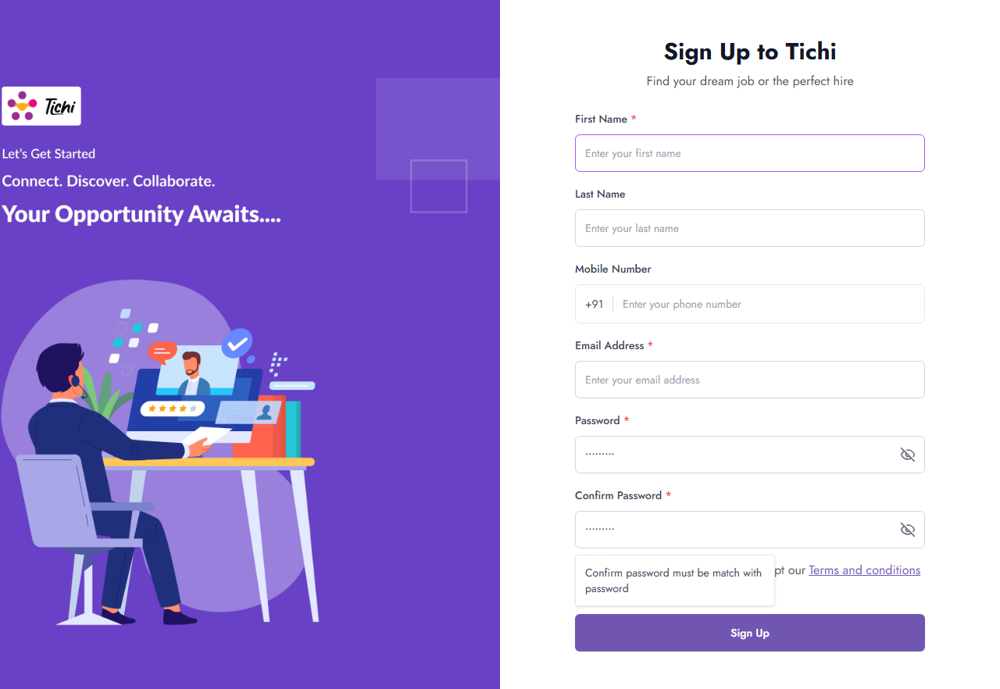 Tichi
Let's Get Started
Connect. Discover. Collaborate.
Your Opportunity Awaits....
Sign Up to Tichi
Find your dream job or the perfect hire
First Name *
Enter your first name
Last Name
Enter your last name
Mobile Number
+91 Enter your phone number
Email Address *
Enter your email address
Password *
·········
Confirm Password *
·········
Confirm password must be match with
password
pt our Terms and conditions
Sign Up